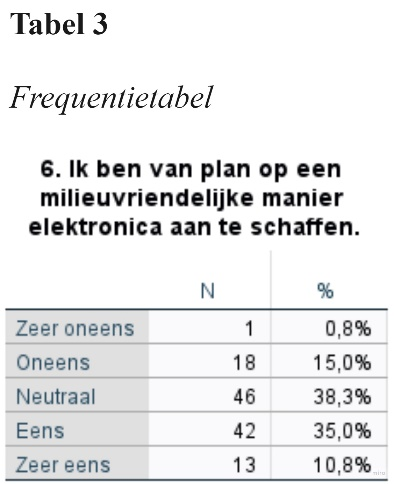 Tabel 3
Frequentietabel
6. Ik ben van plan op een
milieuvriendelijke manier
elektronica aan te schaffen.
N %
Zeer oneens 1 0,8%
Oneens 18 15,0%
Neutraal 46 38,3%
Eens 42 35,0%
Zeer eens 13 10,8%